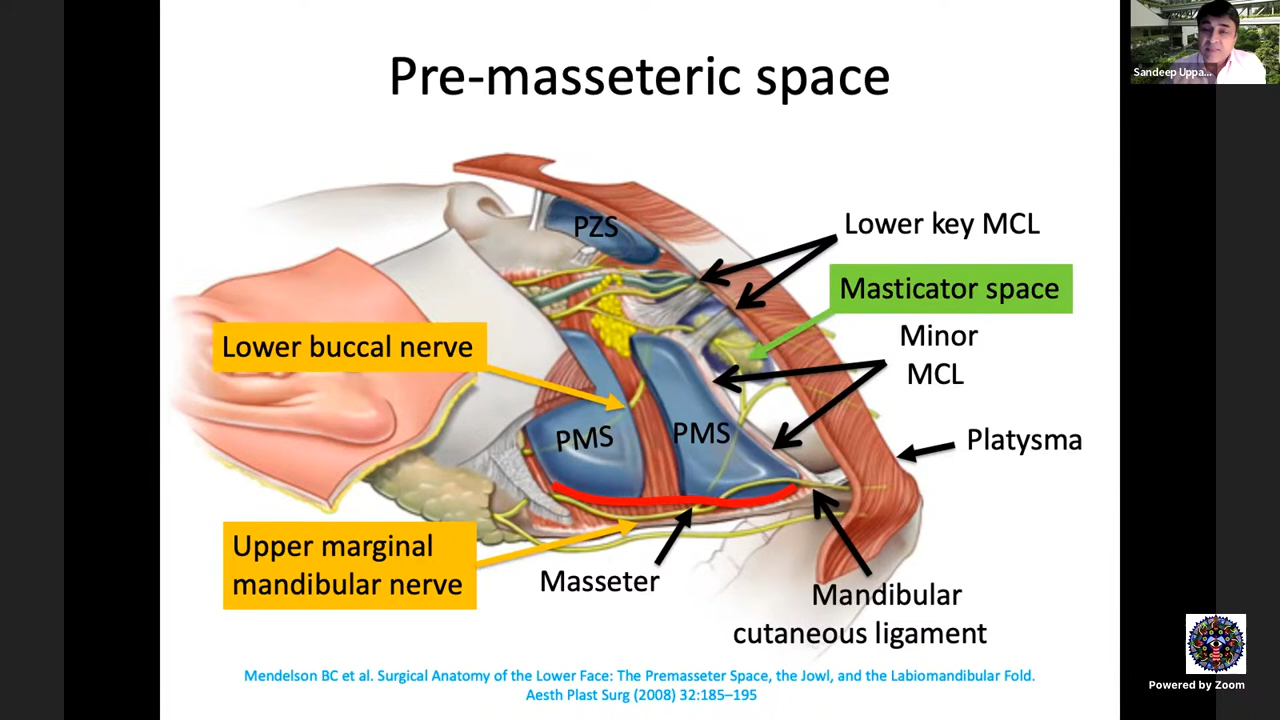 Pre-masseteric space
Sandeep Uppa...
PZS
Lower key MCL
Masticator space
Minor
MCL
Lower buccal nerve
PMS
PMS
Platysma
Upper marginal
mandibular nerve
Masseter
Mandibular
cutaneous ligament
Mendelson BC et al. Surgical Anatomy of the Lower Face: The Premasseter Space, the Jowl, and the Labiomandibular Fold.
Aesth Plast Surg (2008) 32:185–195
Powered by Zoom